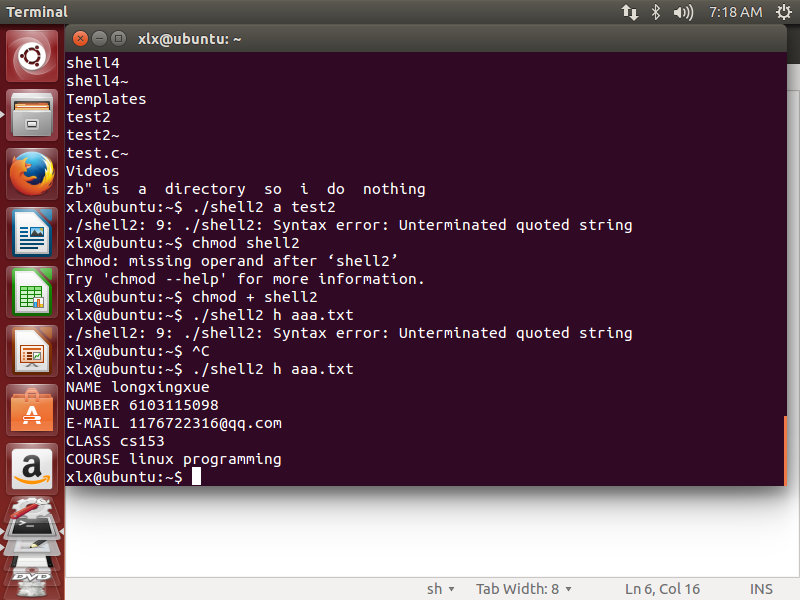 Terminal
7:18 AM
xlx@ubuntu: ~
shell4
shell4~
Templates
test2
test2~
test.c~
Videos
zb" is  a  directory  so  i  do  nothing
xlx@ubuntu:~$ ./shell2 a test2
./shell2: 9: ./shell2: Syntax error: Unterminated quoted string
xlx@ubuntu:~$ chmod shell2
chmod: missing operand after ‘shell2’
Try 'chmod --help' for more information.
xlx@ubuntu:~$ chmod + shell2
xlx@ubuntu:~$ ./shell2 h aaa.txt
./shell2: 9: ./shell2: Syntax error: Unterminated quoted string
xlx@ubuntu:~$ ^C
xlx@ubuntu:~$ ./shell2 h aaa.txt
NAME longxingxue
NUMBER 6103115098
E-MAIL 1176722316@qq.com
CLASS cs153
COURSE linux programming
xlx@ubuntu:~$
sh
Tab Width: 8
Ln 6, Col 16
INS
a
DVD